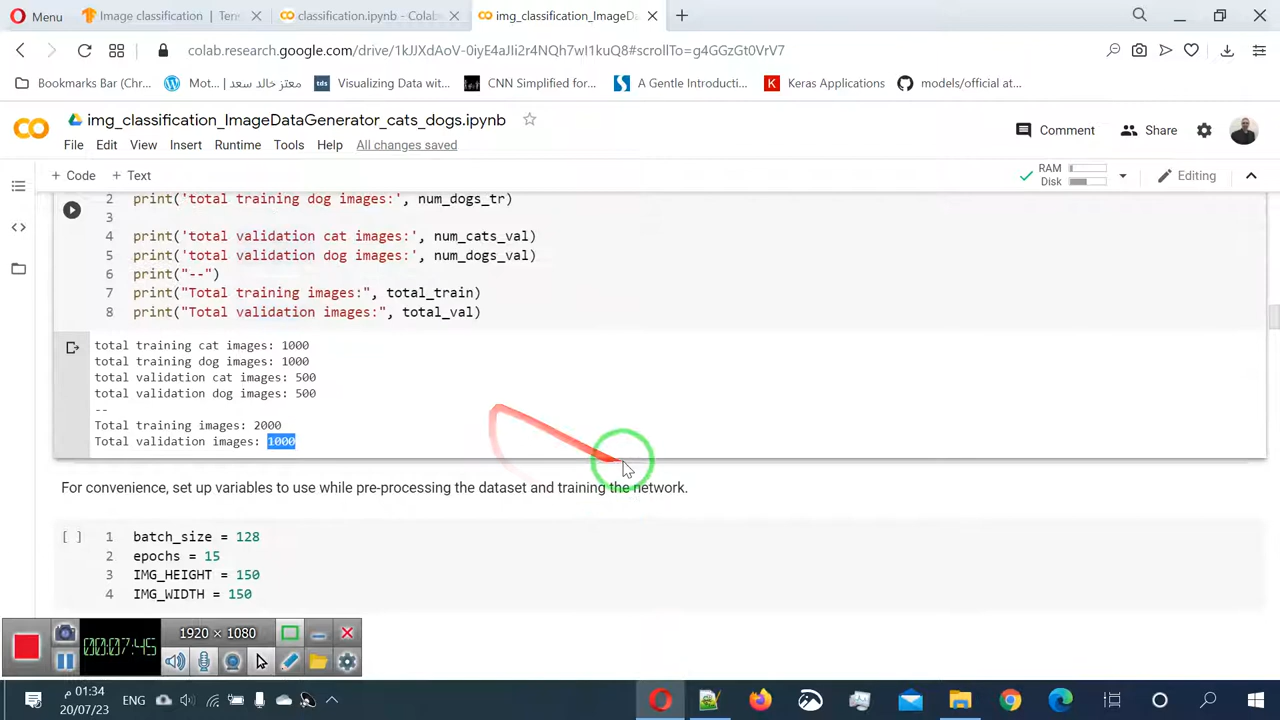 Menu
Image classification | Ten
classification.ipynb - Colab
img_classification_ImageDa
colab.research.google.com/drive/1kJJXdAoV-0iyE4aJIi2r4NQh7wI1kuQ8#scrollTo=g4GGzGt0VrV7
Bookmarks Bar (Chr...
Mot... | معتز خالد سعد
tds
Visualizing Data wit...
CNN Simplified for...
A Gentle Introducti...
K
Keras Applications
models/official at...
img_classification_ImageDataGenerator_cats_dogs.ipynb
Comment
Share
File Edit View Insert Runtime Tools Help All changes saved
+ Code + Text
RAM
Disk
Editing
2 print('total training dog images:', num_dogs_tr)
3
4 print('total validation cat images:', num_cats_val)
5 print('total validation dog images:', num_dogs_val)
6 print("--")
7 print("Total training images:", total_train)
8 print("Total validation images:", total_val)
total training cat images: 1000
total training dog images: 1000
total validation cat images: 500
total validation dog images: 500
--
Total training images: 2000
Total validation images: 1000
For convenience, set up variables to use while pre-processing the dataset and training the network.
[ ] 1 batch_size = 128
2 epochs = 15
3 IMG_HEIGHT = 150
4 IMG_WIDTH = 150
00:07:45
1920 × 1080
01:34 م
20/07/23
ENG